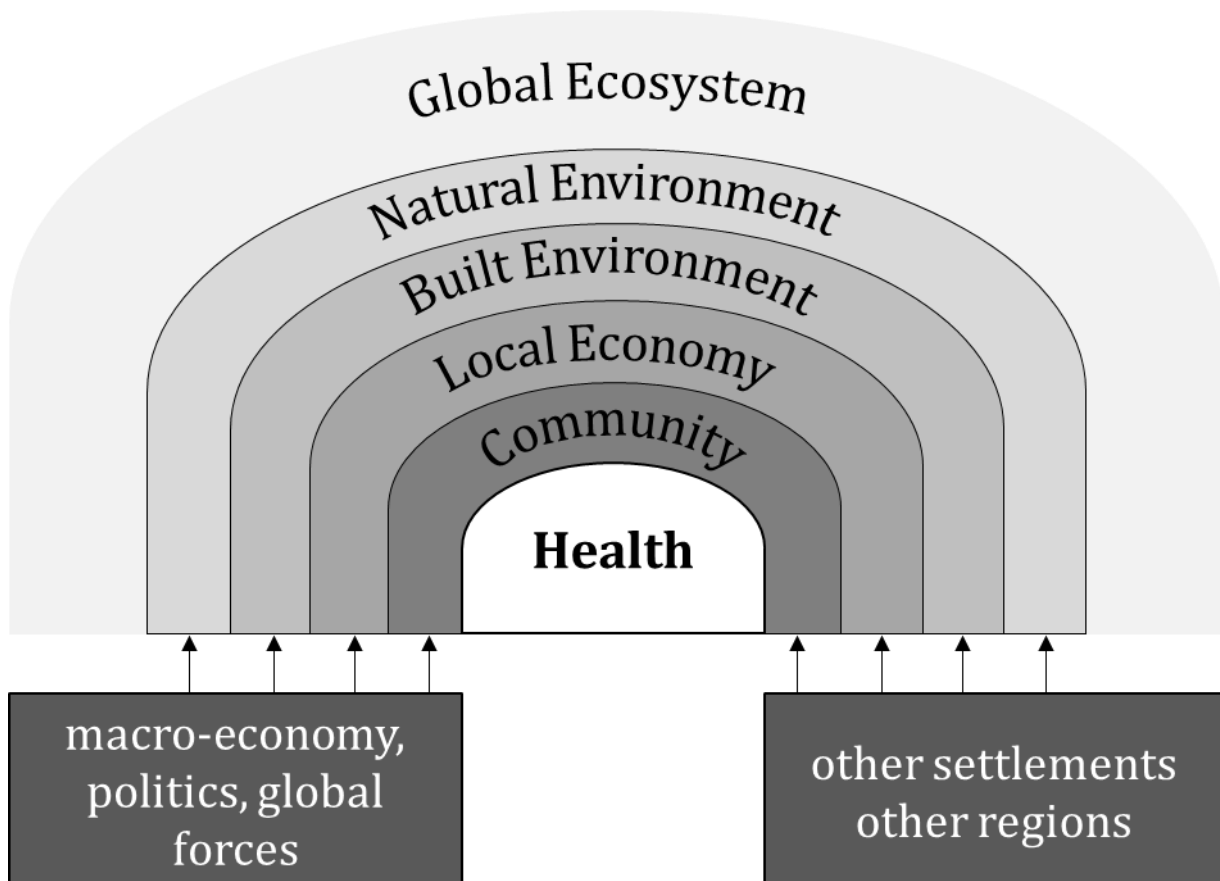 Global Ecosystem
Natural Environment
Built Environment
Local Economy
Community
Health
macro-economy,
politics, global
forces
other settlements
other regions